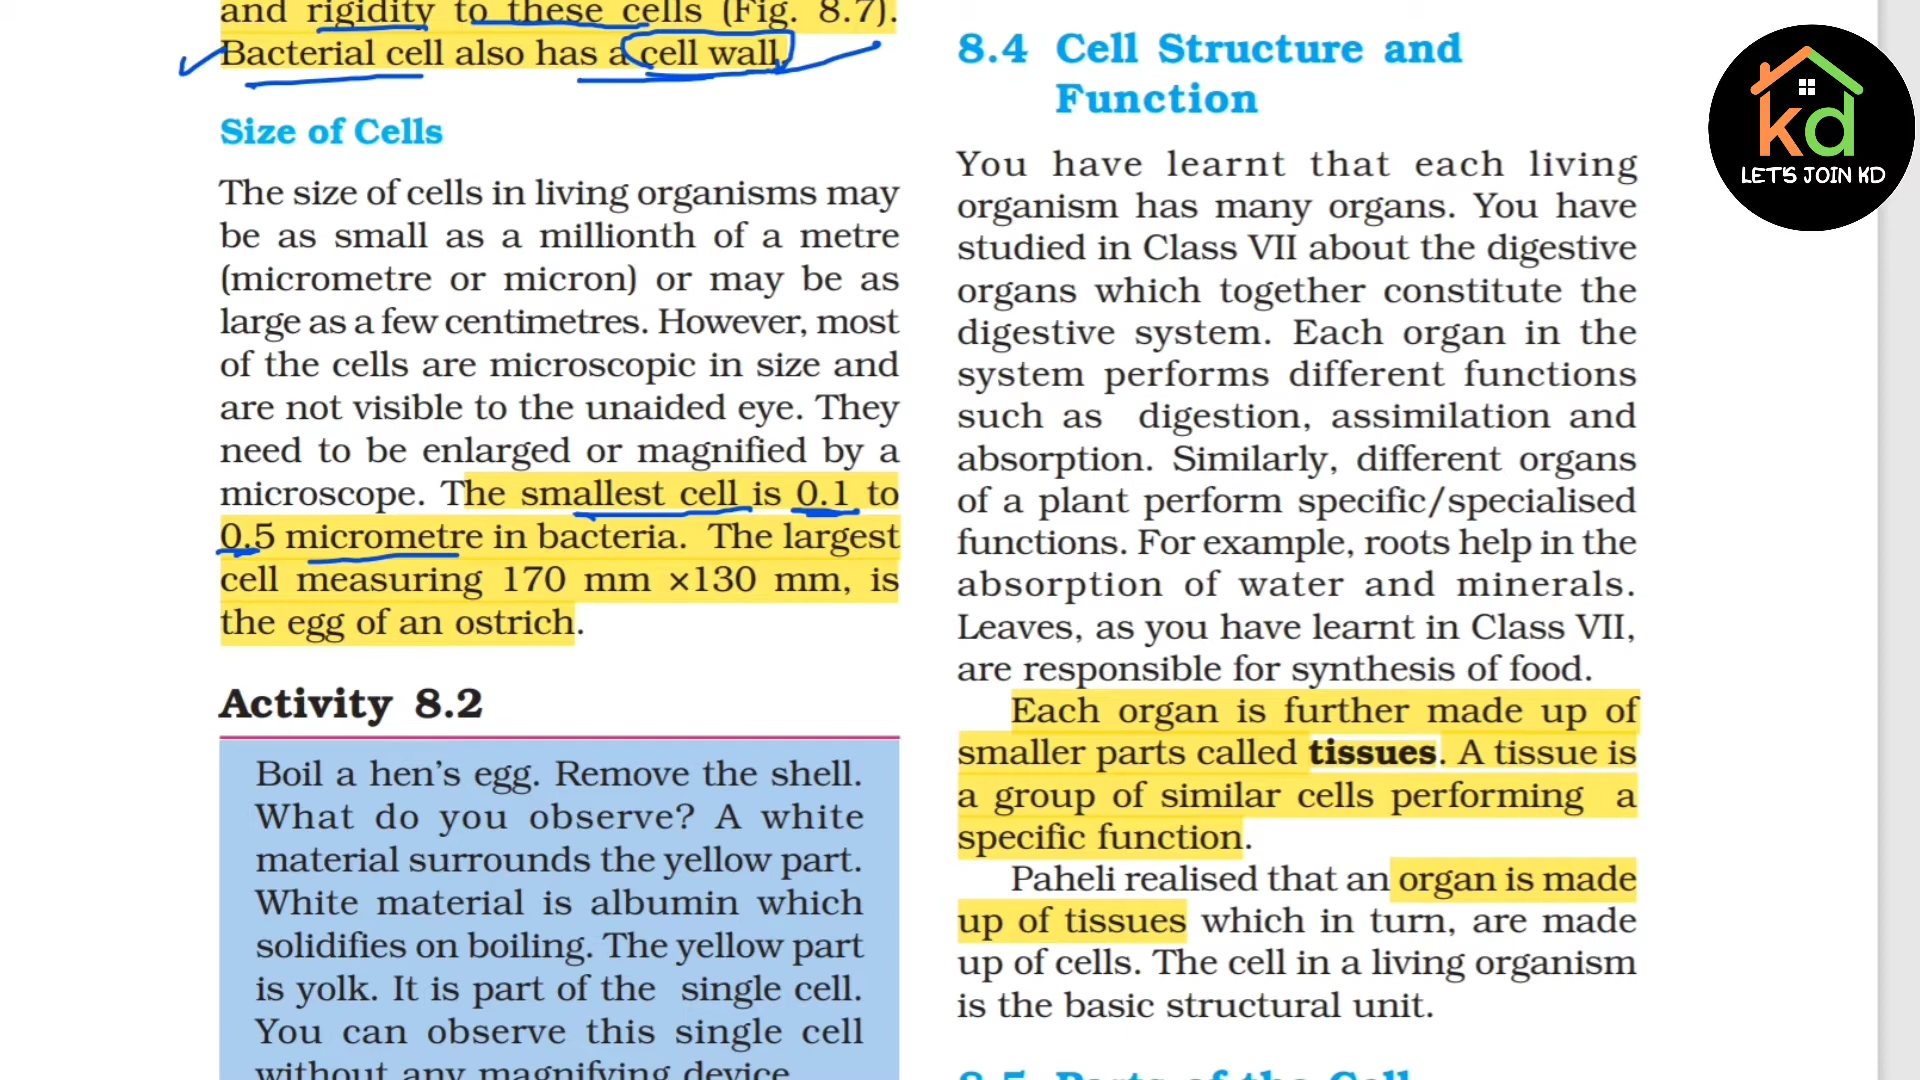 and rigidity to these cells (Fig. 8.7).
Bacterial cell also has a cell wall.
Size of Cells
The size of cells in living organisms may
be as small as a millionth of a metre
(micrometre or micron) or may be as
large as a few centimetres. However, most
of the cells are microscopic in size and
are not visible to the unaided eye. They
need to be enlarged or magnified by a
microscope. The smallest cell is 0.1 to
0.5 micrometre in bacteria. The largest
cell measuring 170 mm ×130 mm, is
the egg of an ostrich.
Activity 8.2
Boil a hen's egg. Remove the shell.
What do you observe? A white
material surrounds the yellow part.
White material is albumin which
solidifies on boiling. The yellow part
is yolk. It is part of the single cell.
You can observe this single cell
without any magnifying device.
8.4 Cell Structure and
Function
You have learnt that each living
organism has many organs. You have
studied in Class VII about the digestive
organs which together constitute the
digestive system. Each organ in the
system performs different functions
such as digestion, assimilation and
absorption. Similarly, different organs
of a plant perform specific/specialised
functions. For example, roots help in the
absorption of water and minerals.
Leaves, as you have learnt in Class VII,
are responsible for synthesis of food.
Each organ is further made up of
smaller parts called tissues. A tissue is
a group of similar cells performing a
specific function.
Paheli realised that an organ is made
up of tissues which in turn, are made
up of cells. The cell in a living organism
is the basic structural unit.
8.5 Parts of the Cell
kd
LET'S JOIN KD